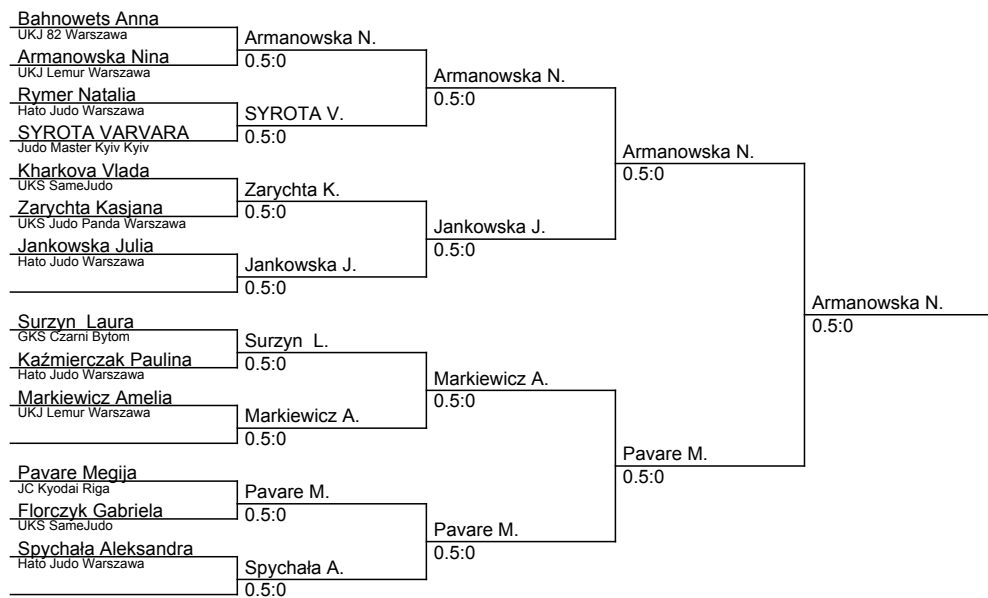 Bahnowets Anna
UKJ 82 Warszawa
Armanowska N.
0.5:0
Armanowska Nina
UKJ Lemur Warszawa
Armanowska N.
0.5:0
Rymer Natalia
Hato Judo Warszawa
SYROTA V.
0.5:0
SYROTA VARVARA
Judo Master Kyiv Kyiv
Armanowska N.
0.5:0
Kharkova Vlada
UKS SameJudo
Zarychta K.
0.5:0
Zarychta Kasjana
UKS Judo Panda Warszawa
Jankowska J.
0.5:0
Jankowska Julia
Hato Judo Warszawa
Jankowska J.
0.5:0
Armanowska N.
0.5:0
Surzyn  Laura
GKS Czarni Bytom
Surzyn  L.
0.5:0
Kaźmierczak Paulina
Hato Judo Warszawa
Markiewicz A.
0.5:0
Markiewicz Amelia
UKJ Lemur Warszawa
Markiewicz A.
0.5:0
Pavare M.
0.5:0
Pavare Megija
JC Kyodai Riga
Pavare M.
0.5:0
Florczyk Gabriela
UKS SameJudo
Pavare M.
0.5:0
Spychała Aleksandra
Hato Judo Warszawa
Spychała A.
0.5:0